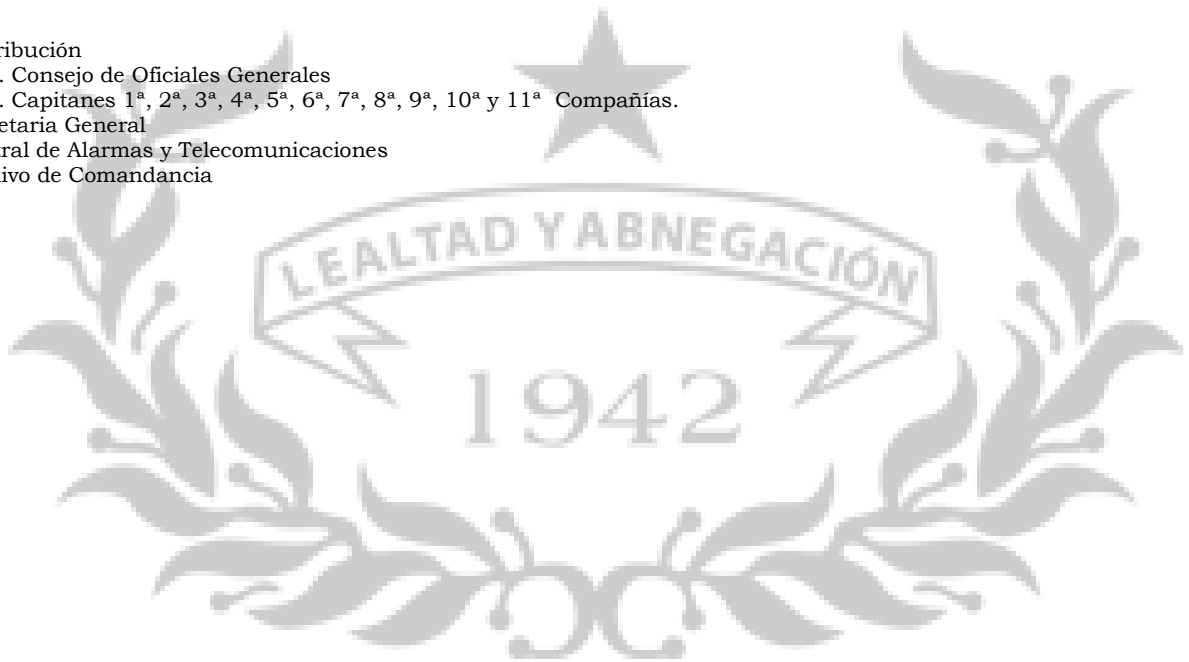 ribución
. Consejo de Oficiales Generales
. Capitanes 1ª, 2ª, 3ª, 4ª, 5ª, 6ª, 7ª, 8ª, 9ª, 10ª y 11ª Compañías.
etaria General
tral de Alarmas y Telecomunicaciones
ivo de Comandancia
LEALTAD Y ABNEGACIÓN
1942